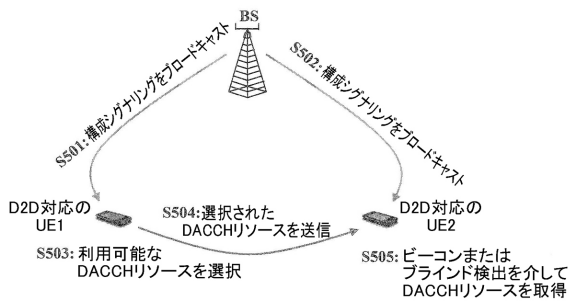 BS
S501:構成シグナリングをブロードキャスト
S502:構成シグナリングをブロードキャスト
D2D対応の
UE1
S503: 利用可能な
DACCHリソースを選択
S504:選択された
DACCHリソースを送信
D2D対応の
UE2
S505: ビーコンまたは
ブラインド検出を介して
DACCHリソースを取得